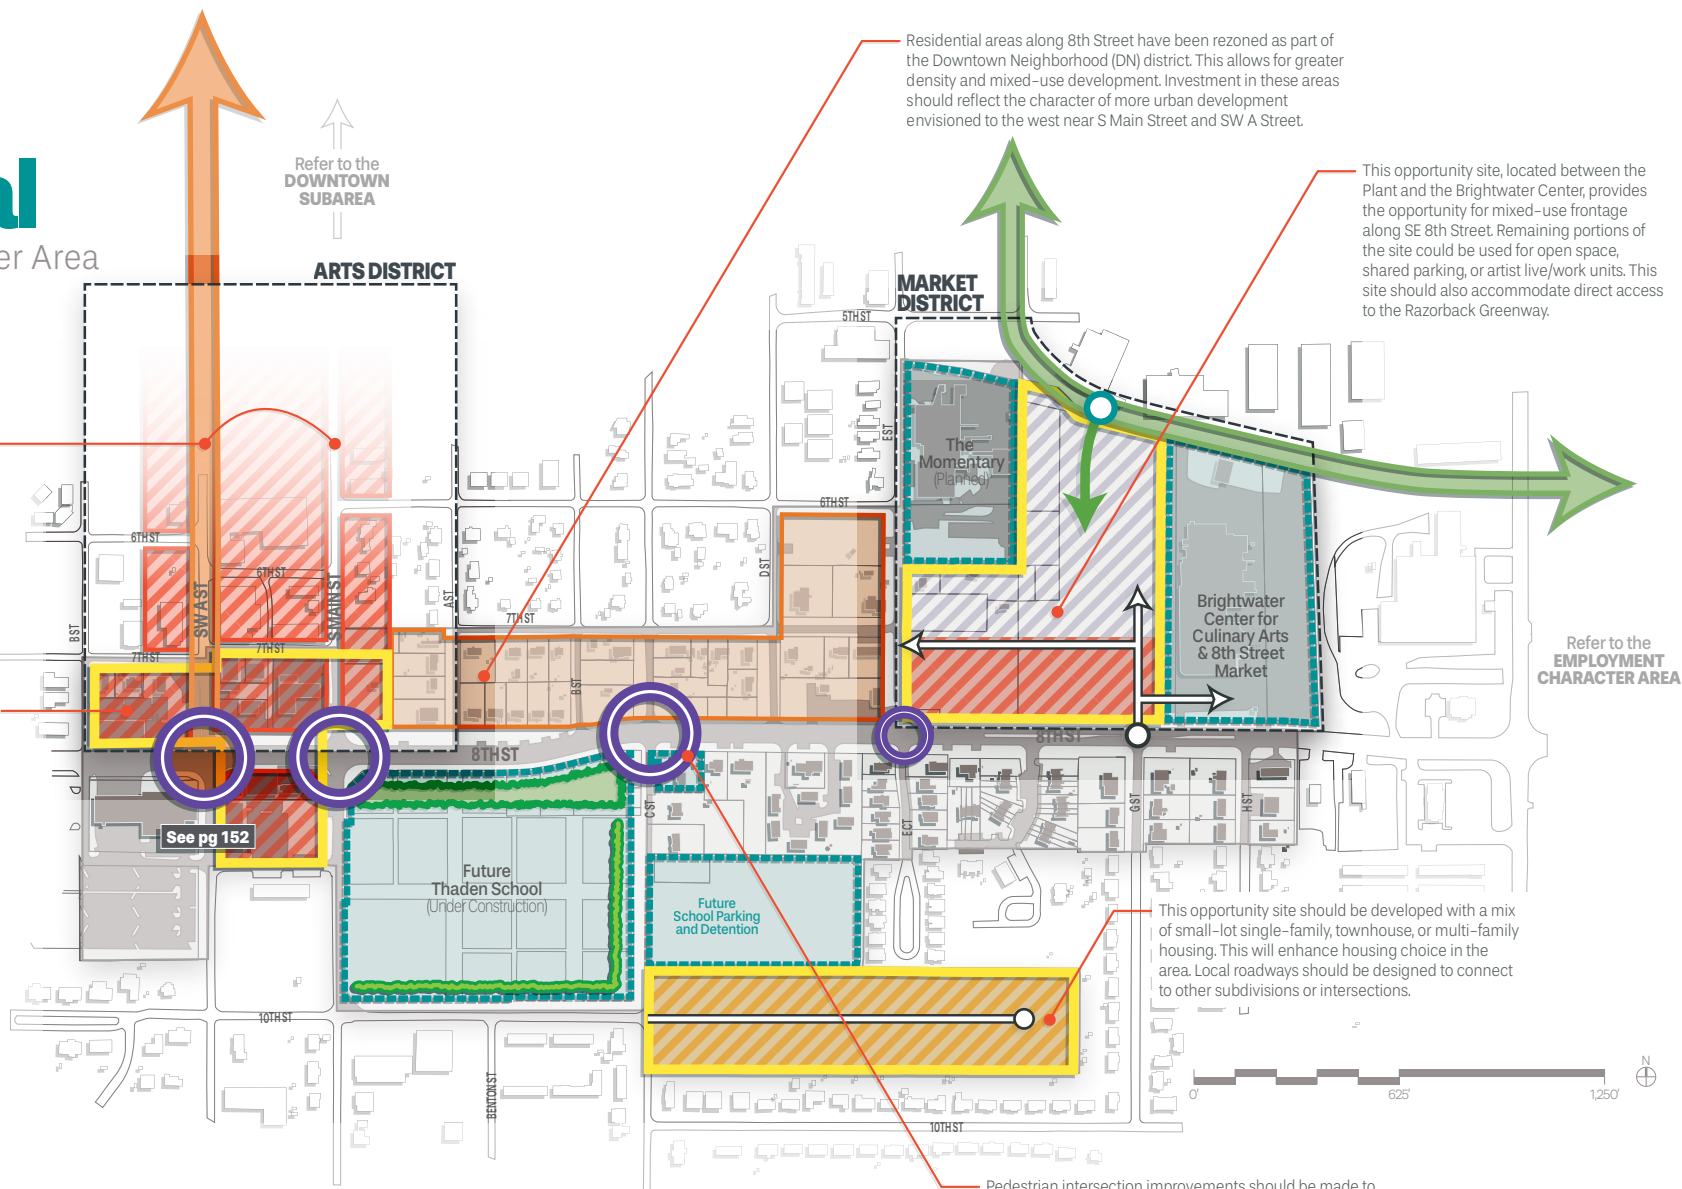 al
er Area
Refer to the
DOWNTOWN
SUBAREA
Residential areas along 8th Street have been rezoned as part of
the Downtown Neighborhood (DN) district. This allows for greater
density and mixed-use development. Investment in these areas
should reflect the character of more urban development
envisioned to the west near S Main Street and SW A Street.
This opportunity site, located between the
Plant and the Brightwater Center, provides
the opportunity for mixed-use frontage
along SE 8th Street. Remaining portions of
the site could be used for open space,
shared parking, or artist live/work units. This
site should also accommodate direct access
to the Razorback Greenway.
ARTS DISTRICT
MARKET
DISTRICT
5TH ST
E ST
The
Momentary
(Planned)
6TH ST
6TH ST
6TH ST
SW A ST
S MAIN ST
A ST
D ST
7TH ST
B ST
7TH ST
7TH ST
B ST
Brightwater
Center for
Culinary Arts
& 8th Street
Market
Refer to the
EMPLOYMENT
CHARACTER AREA
8TH ST
8TH ST
C ST
E CT
G ST
H ST
See pg 152
Future
Thaden School
(Under Construction)
Future
School Parking
and Detention
This opportunity site should be developed with a mix
of small-lot single-family, townhouse, or multi-family
housing. This will enhance housing choice in the
area. Local roadways should be designed to connect
to other subdivisions or intersections.
10TH ST
BENTON ST
10TH ST
N
0'
625'
1,250'
Pedestrian intersection improvements should be made to